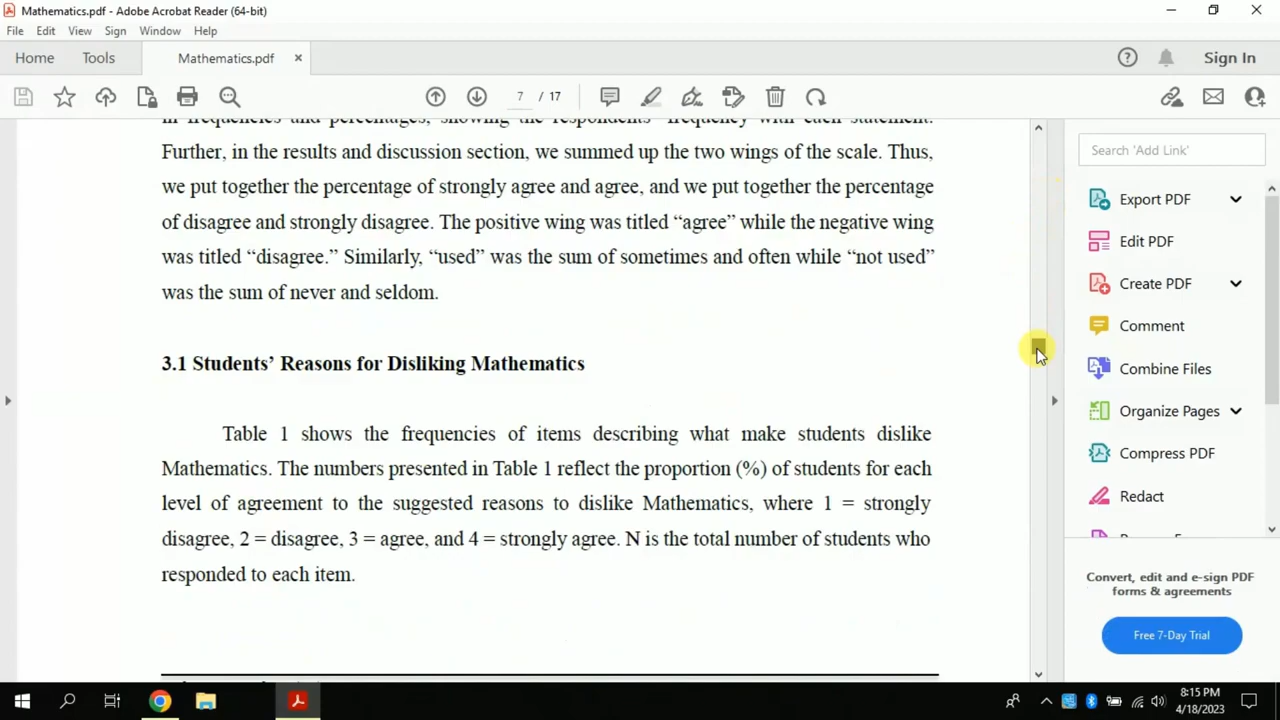 Mathematics.pdf - Adobe Acrobat Reader (64-bit)
File Edit View Sign Window Help
Home Tools Mathematics.pdf × Sign In
7 / 17
in frequencies and percentages, showing the respondents' frequency with each statement.
Further, in the results and discussion section, we summed up the two wings of the scale. Thus,
we put together the percentage of strongly agree and agree, and we put together the percentage
of disagree and strongly disagree. The positive wing was titled “agree” while the negative wing
was titled “disagree.” Similarly, “used” was the sum of sometimes and often while “not used”
was the sum of never and seldom.
3.1 Students’ Reasons for Disliking Mathematics
Table 1 shows the frequencies of items describing what make students dislike
Mathematics. The numbers presented in Table 1 reflect the proportion (%) of students for each
level of agreement to the suggested reasons to dislike Mathematics, where 1 = strongly
disagree, 2 = disagree, 3 = agree, and 4 = strongly agree. N is the total number of students who
responded to each item.
Search 'Add Link'
Export PDF
Edit PDF
Create PDF
Comment
Combine Files
Organize Pages
Compress PDF
Redact
Convert, edit and e-sign PDF
forms & agreements
Free 7-Day Trial
8:15 PM
4/18/2023